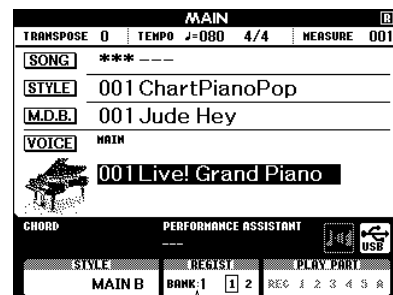 MAIN R
TRANSPOSE 0 TEMPO ♩=080 4/4 MEASURE 001
SONG *** ---
STYLE 001 ChartPianoPop
M.D.B. 001 Jude Hey
VOICE MAIN
001 Live! Grand Piano
CHORD PERFORMANCE ASSISTANT
---
USB
STYLE REGIST PLAY PART
MAIN B BANK:1 1 2 REC 1 2 3 4 5 A